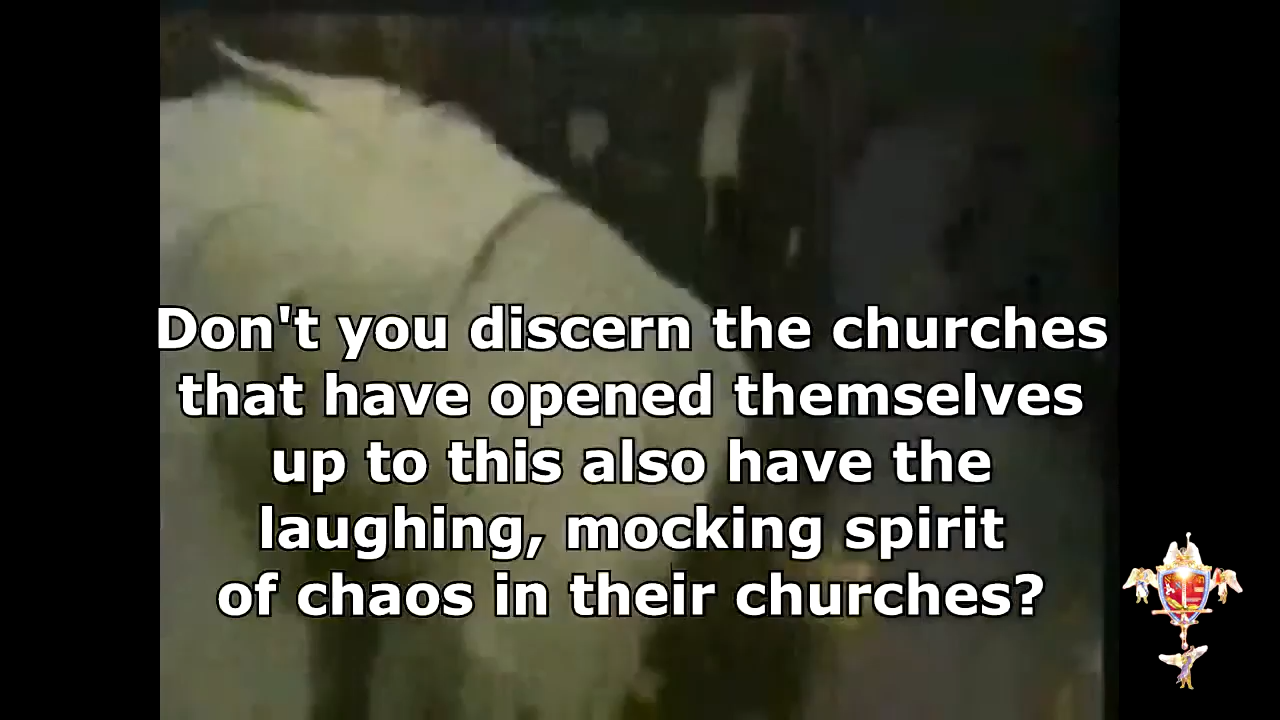 Don't you discern the churches
that have opened themselves
up to this also have the
laughing, mocking spirit
of chaos in their churches?